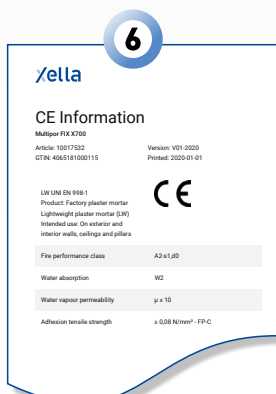 6
xella
CE Information
Multipor FIX X700
Article: 10017532 Version: V01-2020
GTIN: 4065181000115 Printed: 2020-01-01
LW UNI EN 998-1
Product: Factory plaster mortar
Lightweight plaster mortar (LW)
Intended use: On exterior and
interior walls, ceilings and pillars
CE
Fire performance class A2-s1,d0
Water absorption W2
Water vapour permeability μ ≤ 10
Adhesion tensile strength ≥ 0,08 N/mm² - FP-C